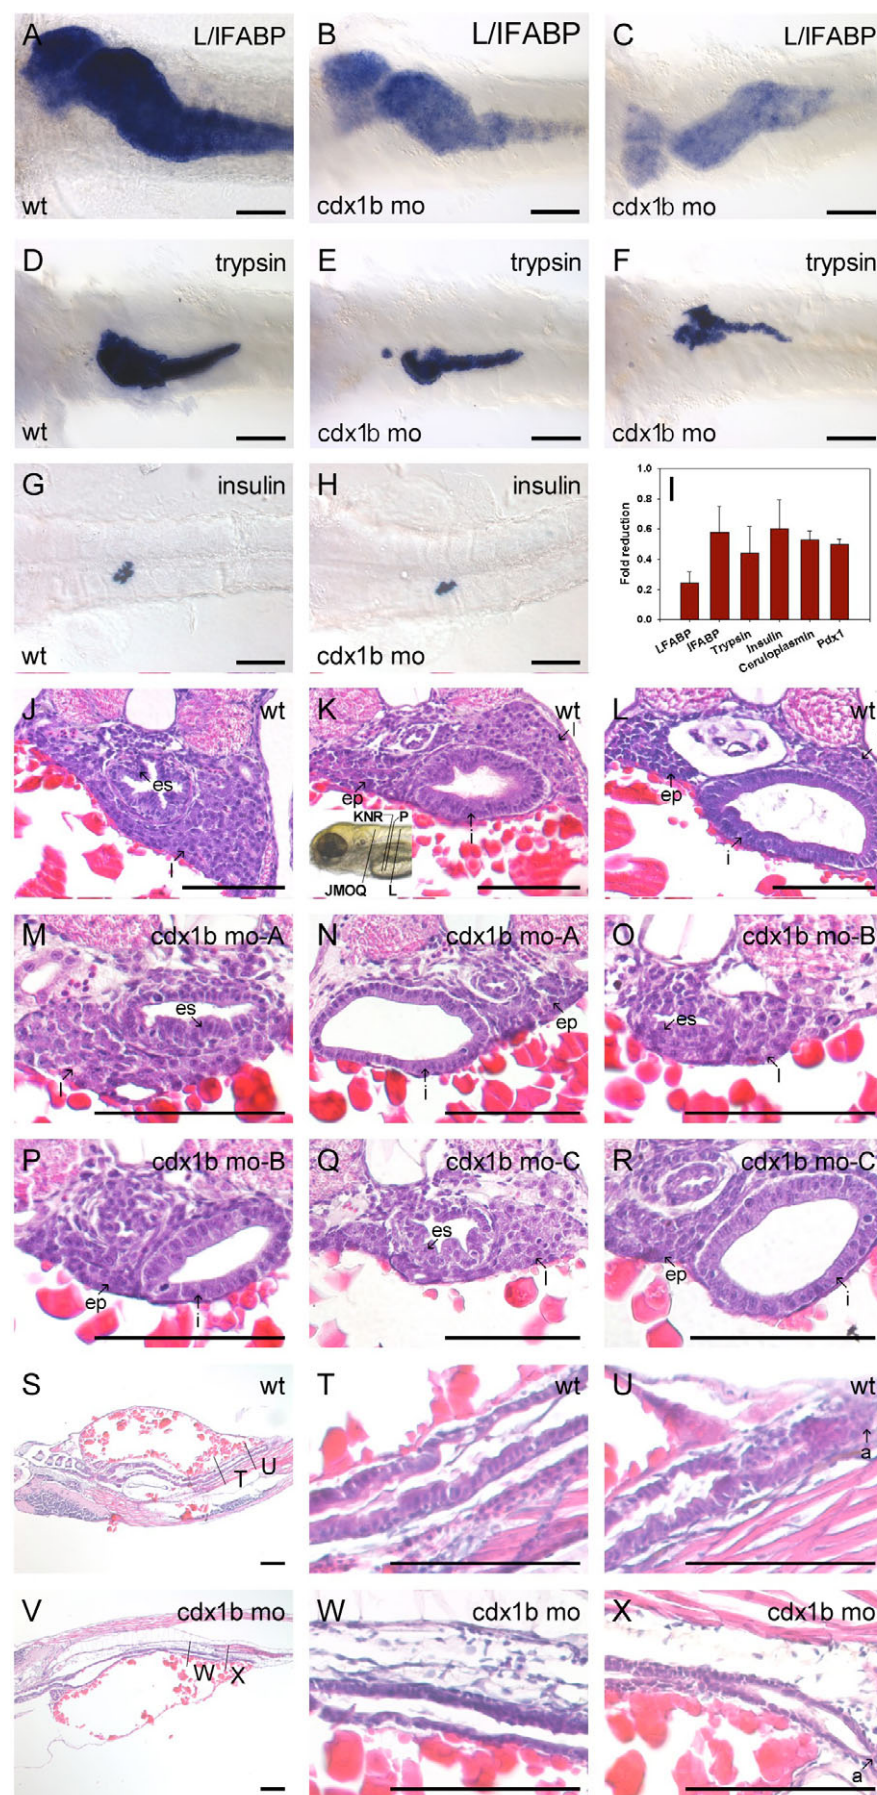 A L/IFABP
wt
B L/IFABP
cdx1b mo
C L/IFABP
cdx1b mo
D trypsin
wt
E trypsin
cdx1b mo
F trypsin
cdx1b mo
G insulin
wt
H insulin
cdx1b mo
I
Fold reduction
1.0
0.8
0.6
0.4
0.2
0.0
LFABP
IFABP
Trypsin
Insulin
Ceruloplasmin
Pdx1
J wt
es
l
K wt
l
ep
i
KNR P
JMOQ L
L wt
ep
i
M cdx1b mo-A
es
l
N cdx1b mo-A
ep
i
O cdx1b mo-B
es
l
P cdx1b mo-B
ep
i
Q cdx1b mo-C
es
l
R cdx1b mo-C
ep
i
S wt
T U
T wt
U wt
a
V cdx1b mo
W X
W cdx1b mo
X cdx1b mo
a